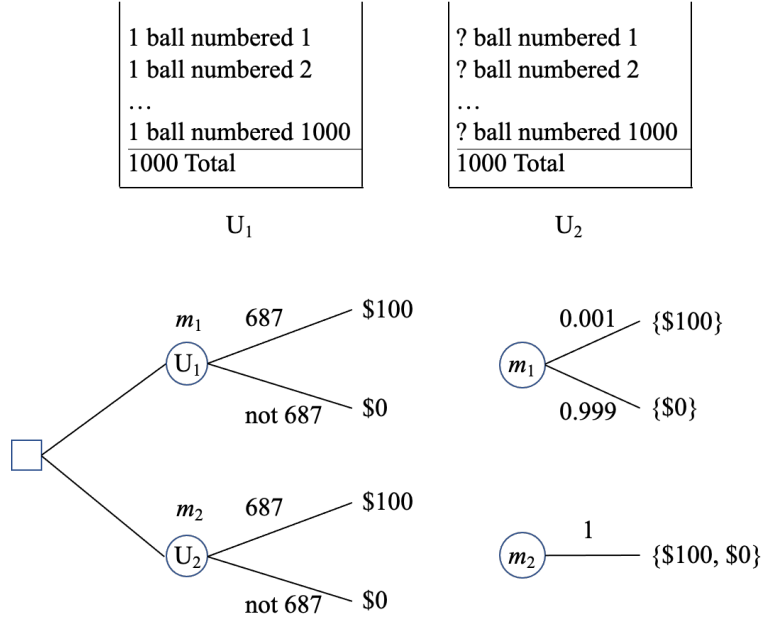 1 ball numbered 1
1 ball numbered 2
…
1 ball numbered 1000
1000 Total
U₁
? ball numbered 1
? ball numbered 2
…
? ball numbered 1000
1000 Total
U₂
m₁
687
$100
U₁
not 687
$0
m₂
687
$100
U₂
not 687
$0
0.001
{$100}
m₁
0.999
{$0}
1
m₂
{$100, $0}